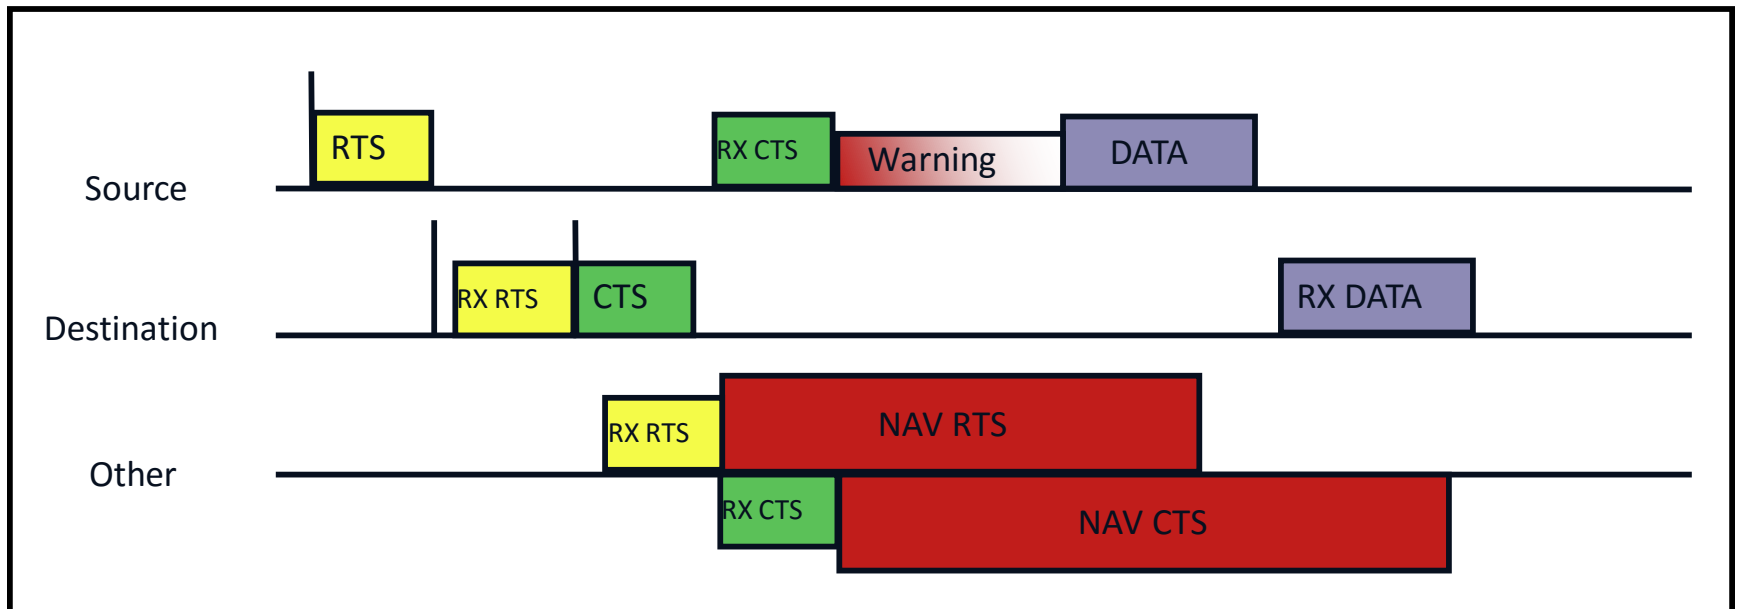 RTS
RX CTS
Warning
DATA
Source
RX RTS
CTS
RX DATA
Destination
RX RTS
NAV RTS
Other
RX CTS
NAV CTS